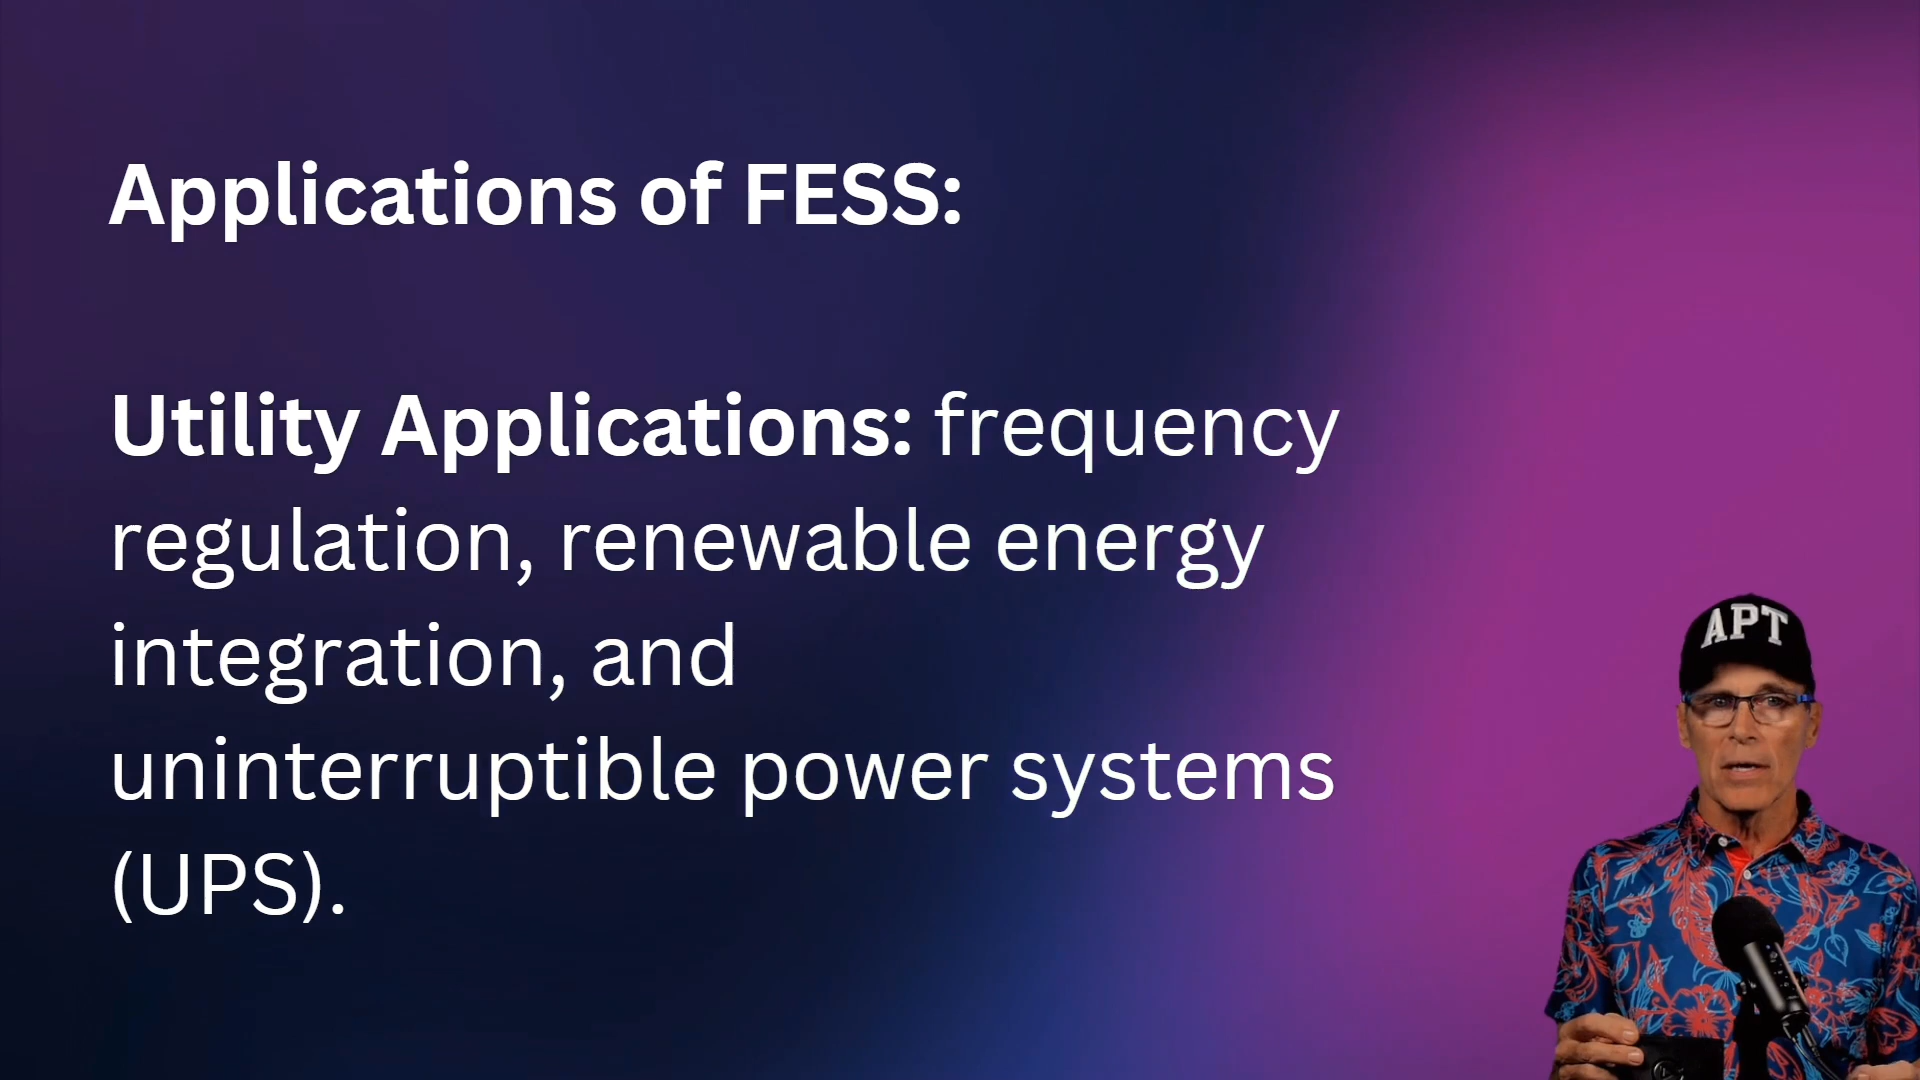 Applications of FESS:
Utility Applications: frequency
regulation, renewable energy
integration, and
uninterruptible power systems
(UPS).
APT